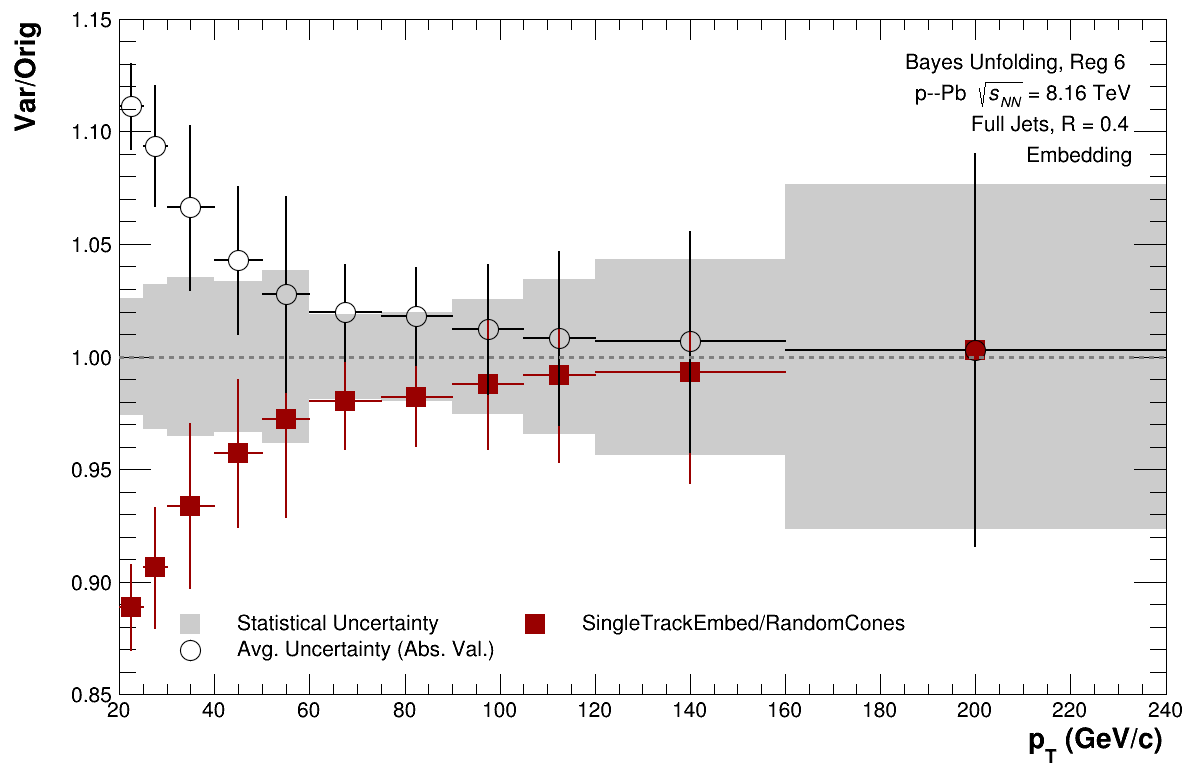 Var/Orig
1.15
1.10
1.05
1.00
0.95
0.90
0.85
Bayes Unfolding, Reg 6
p--Pb √sNN = 8.16 TeV
Full Jets, R = 0.4
Embedding
Statistical Uncertainty
SingleTrackEmbed/RandomCones
Avg. Uncertainty (Abs. Val.)
20 40 60 80 100 120 140 160 180 200 220 240
pT (GeV/c)